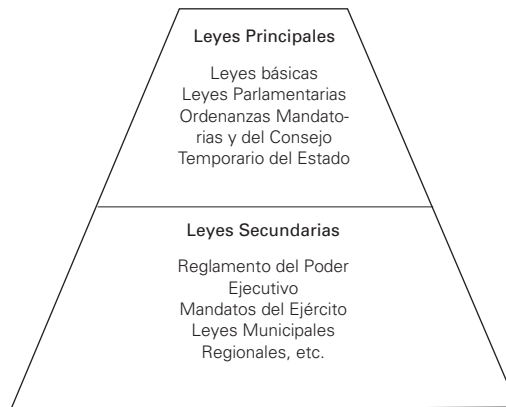 Leyes Principales
Leyes básicas
Leyes Parlamentarias
Ordenanzas Mandato-
rias y del Consejo
Temporario del Estado
Leyes Secundarias
Reglamento del Poder
Ejecutivo
Mandatos del Ejército
Leyes Municipales
Regionales, etc.